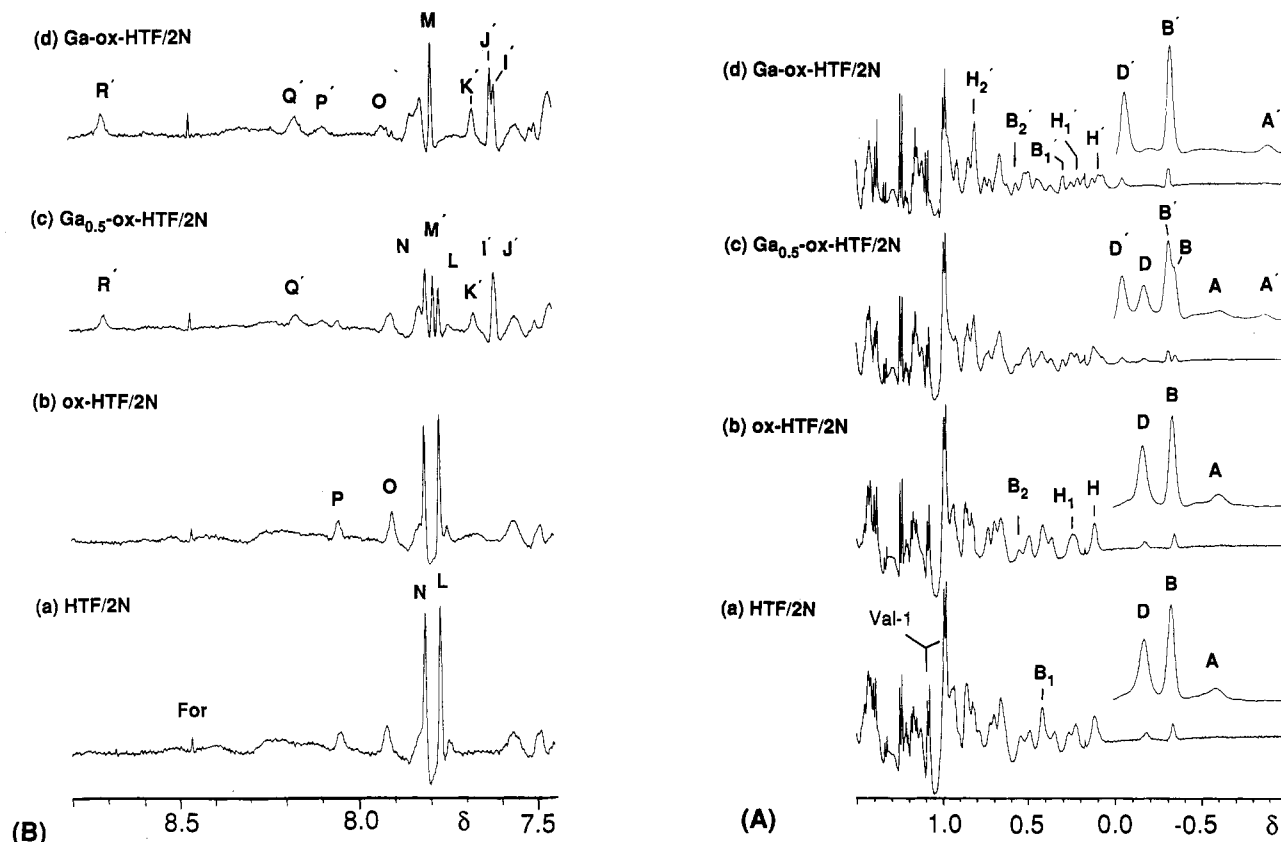 (d) Ga-ox-HTF/2N
R´
Q´
P´
O
M
K´
J´
I´
(c) Ga0.5-ox-HTF/2N
R´
Q´
N
M´
L
K´
I´
J´
(b) ox-HTF/2N
P
O
(a) HTF/2N
N
L
For
8.5
8.0
δ
7.5
(B)
(d) Ga-ox-HTF/2N
H2´
B2´
B1´
H1´
H´
D´
B´
A´
(c) Ga0.5-ox-HTF/2N
D´
D
B´
B
A
A´
(b) ox-HTF/2N
B2
H1
H
D
B
A
(a) HTF/2N
Val-1
B1
D
B
A
1.0
0.5
0.0
-0.5
δ
(A)